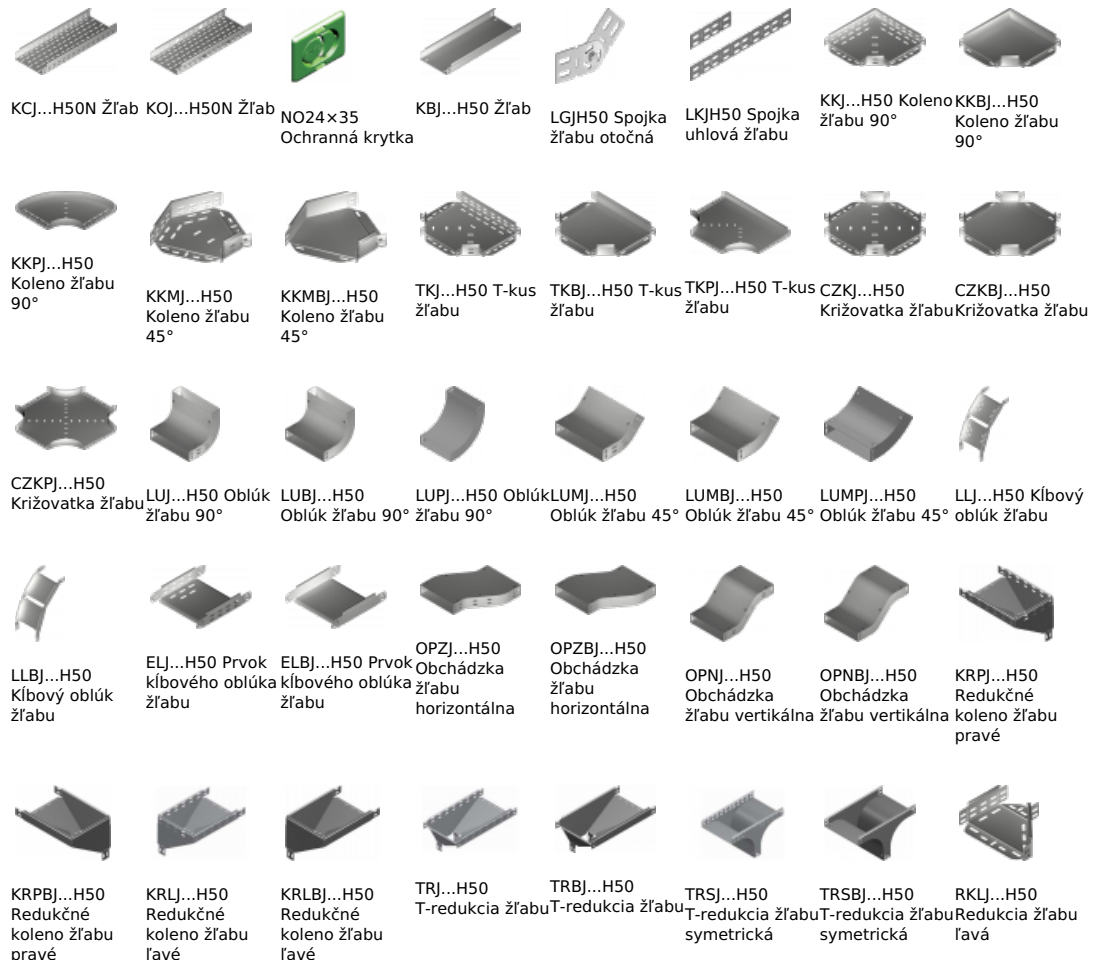 KCJ...H50N Žľab
KOJ...H50N Žľab
NO24×35
Ochranná krytka
KBJ...H50 Žľab
LGJH50 Spojka
žľabu otočná
LKJH50 Spojka
uhlová žľabu
KKJ...H50 Koleno
žľabu 90°
KKBJ...H50
Koleno žľabu
90°
KKPJ...H50
Koleno žľabu
90°
KKMJ...H50
Koleno žľabu
45°
KKMBJ...H50
Koleno žľabu
45°
TKJ...H50 T-kus
žľabu
TKBJ...H50 T-kus
žľabu
TKPJ...H50 T-kus
žľabu
CZKJ...H50
Križovatka žľabu
CZKBJ...H50
Križovatka žľabu
CZKPJ...H50
Križovatka žľabu
LUJ...H50 Oblúk
žľabu 90°
LUBJ...H50
Oblúk žľabu 90°
LUPJ...H50 Oblúk
žľabu 90°
LUMJ...H50
Oblúk žľabu 45°
LUMBJ...H50
Oblúk žľabu 45°
LUMPJ...H50
Oblúk žľabu 45°
LLJ...H50 Kĺbový
oblúk žľabu
LLBJ...H50
Kĺbový oblúk
žľabu
ELJ...H50 Prvok
kĺbového oblúka
žľabu
ELBJ...H50 Prvok
kĺbového oblúka
žľabu
OPZJ...H50
Obchádzka
žľabu
horizontálna
OPZBJ...H50
Obchádzka
žľabu
horizontálna
OPNJ...H50
Obchádzka
žľabu vertikálna
OPNBJ...H50
Obchádzka
žľabu vertikálna
KRPJ...H50
Redukčné
koleno žľabu
pravé
KRPBJ...H50
Redukčné
koleno žľabu
pravé
KRLJ...H50
Redukčné
koleno žľabu
ľavé
KRLBJ...H50
Redukčné
koleno žľabu
ľavé
TRJ...H50
T-redukcia žľabu
TRBJ...H50
T-redukcia žľabu
TRSJ...H50
T-redukcia žľabu
symetrická
TRSBJ...H50
T-redukcia žľabu
symetrická
RKLJ...H50
Redukcia žľabu
ľavá